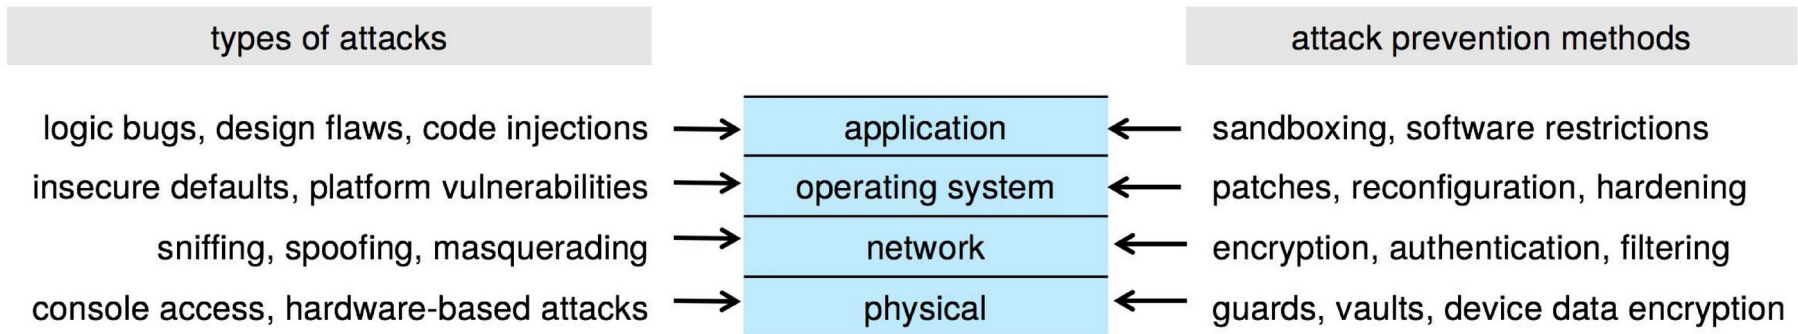 types of attacks
attack prevention methods
logic bugs, design flaws, code injections
application
sandboxing, software restrictions
insecure defaults, platform vulnerabilities
operating system
patches, reconfiguration, hardening
sniffing, spoofing, masquerading
network
encryption, authentication, filtering
console access, hardware-based attacks
physical
guards, vaults, device data encryption